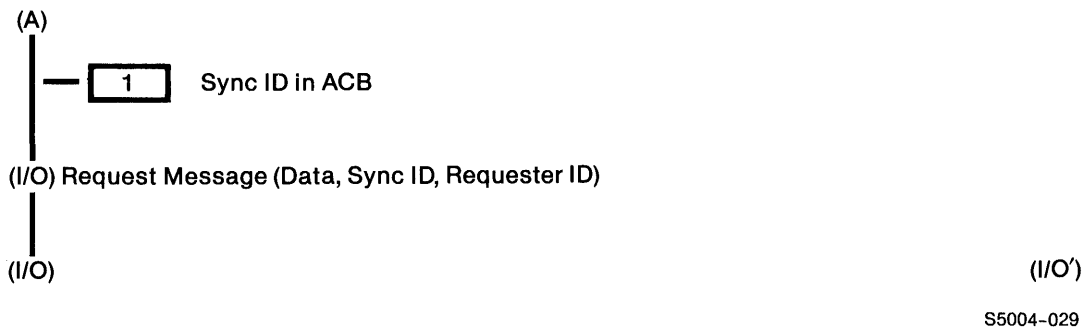 (A)
1 Sync ID in ACB
(I/O) Request Message (Data, Sync ID, Requester ID)
(I/O) (I/O′)
S5004-029